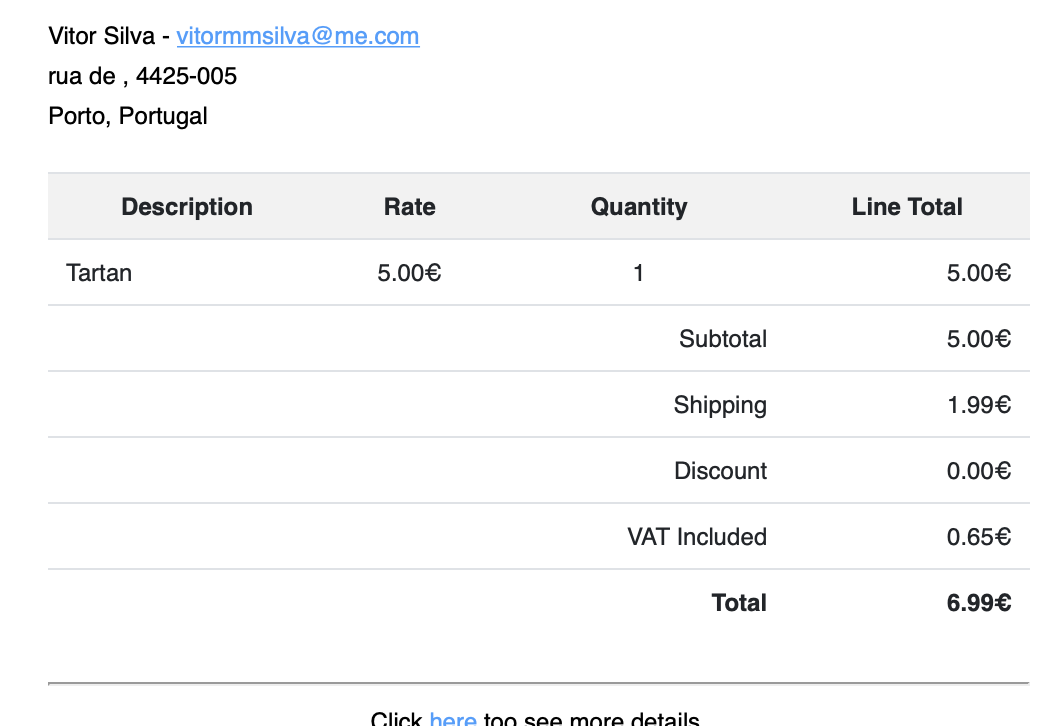 Vitor Silva - vitormmsilva@me.com
rua de , 4425-005
Porto, Portugal
Description Rate Quantity Line Total
Tartan 5.00€ 1 5.00€
Subtotal 5.00€
Shipping 1.99€
Discount 0.00€
VAT Included 0.65€
Total 6.99€
Click here too see more details